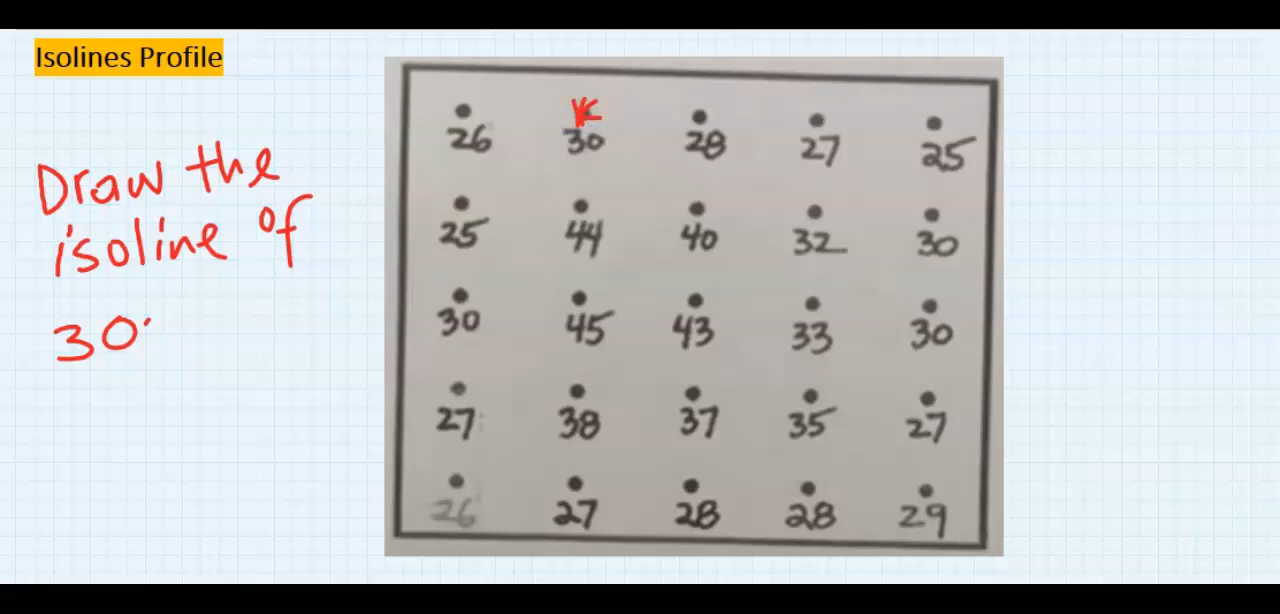 Isolines Profile
Draw the
isoline of
30
26 30 28 27 25
25 44 40 32 30
30 45 43 33 30
27 38 37 35 27
26 27 28 28 29